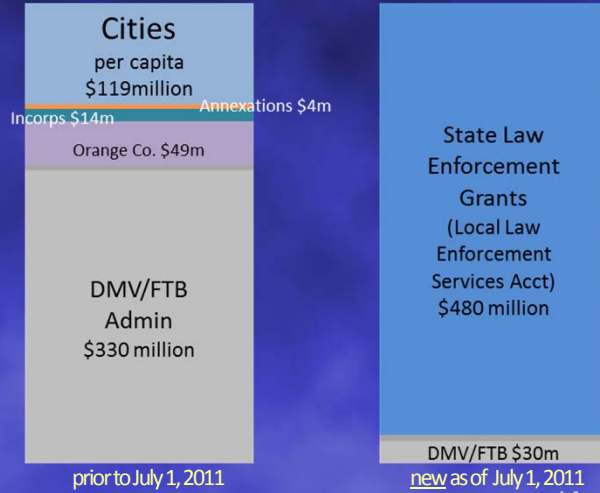 Cities
per capita
$119million
Annexations $4m
Incorps $14m
Orange Co. $49m
DMV/FTB
Admin
$330 million
prior to July 1, 2011
State Law
Enforcement
Grants
(Local Law
Enforcement
Services Acct)
$480 million
DMV/FTB $30m
new as of July 1, 2011